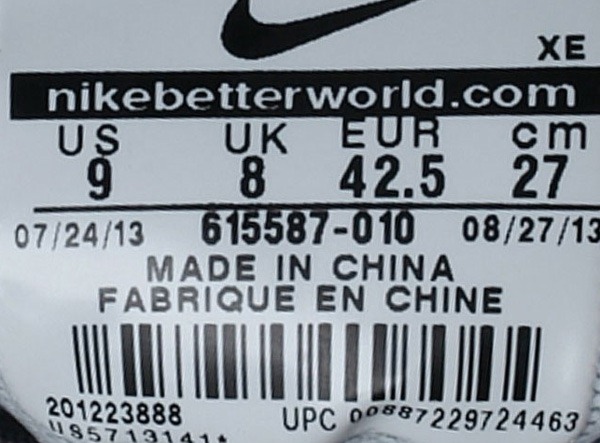 XE
nikebetterworld.com
US UK EUR cm
9 8 42.5 27
07/24/13 615587-010 08/27/13
MADE IN CHINA
FABRIQUE EN CHINE
201223888
UPC 00887229724463